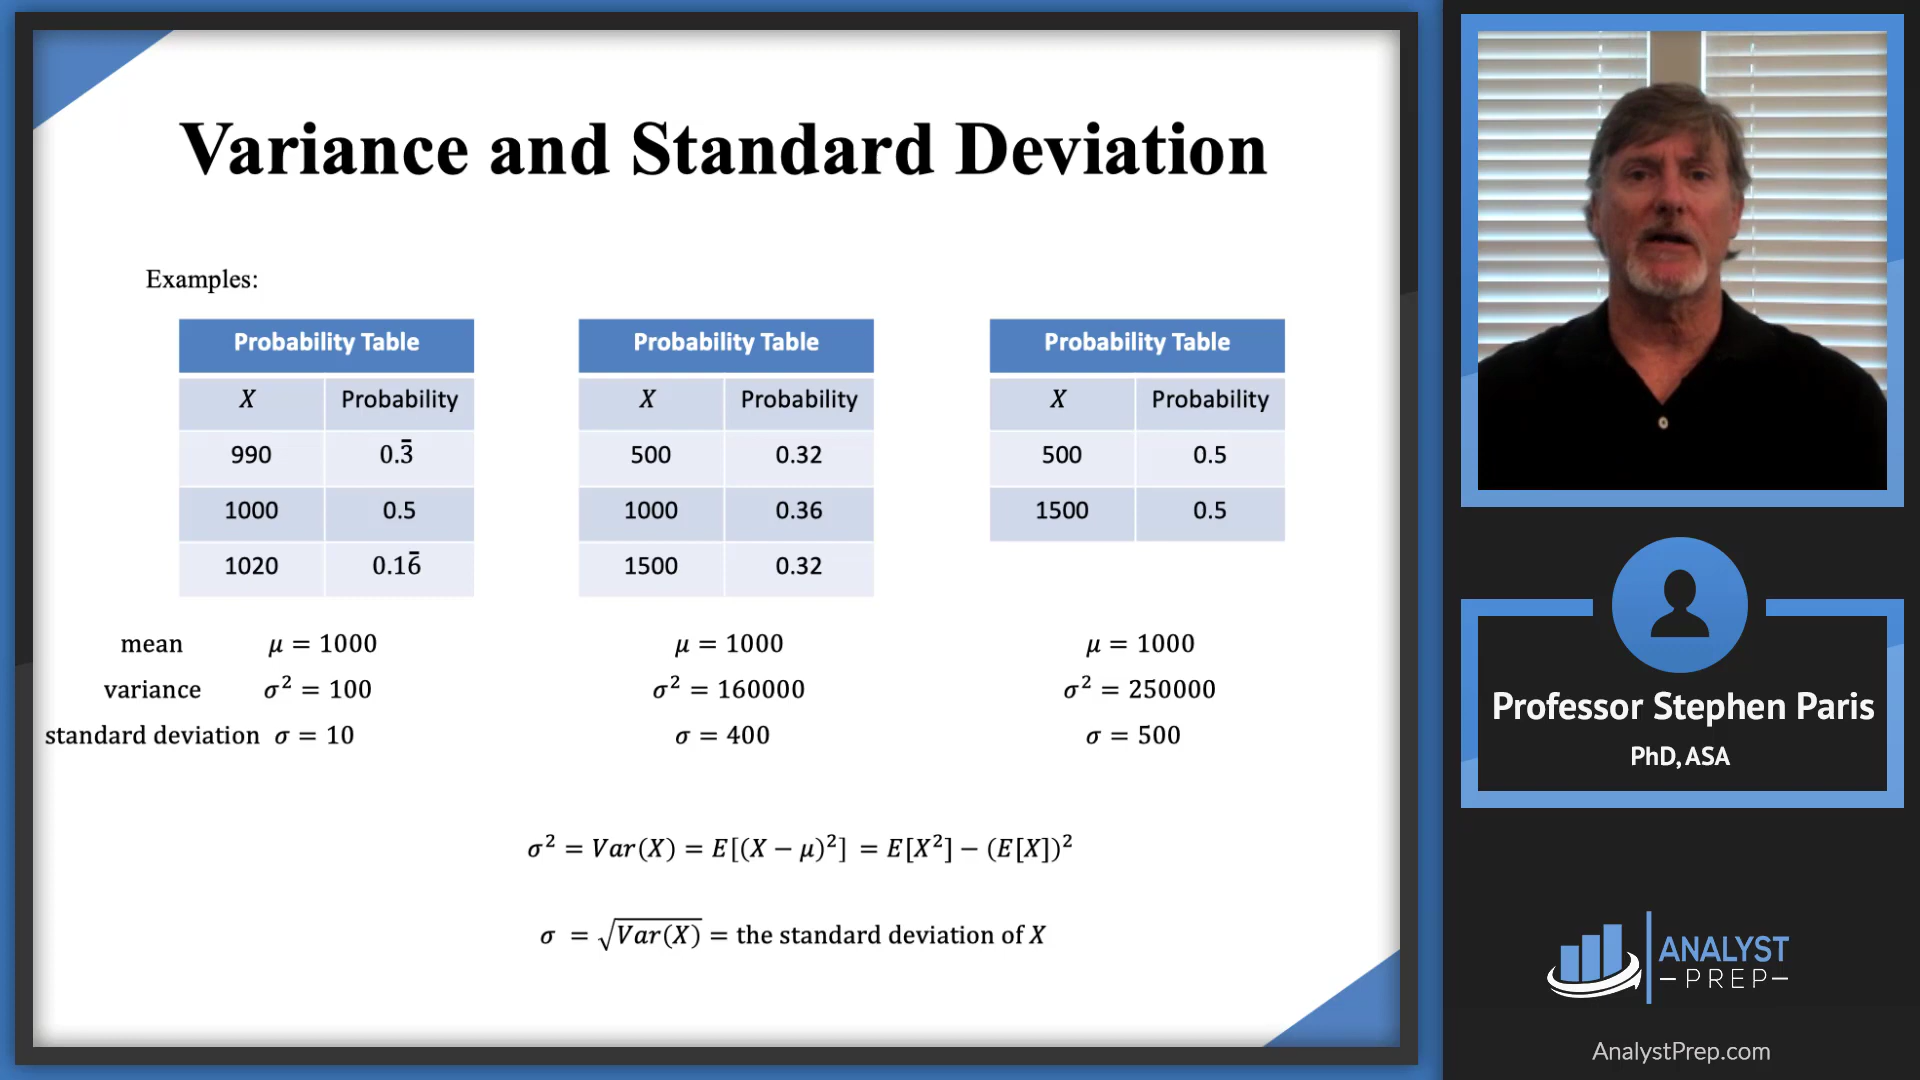 Variance and Standard Deviation
Examples:
Probability Table
X Probability
990 0.3̅
1000 0.5
1020 0.16̅
Probability Table
X Probability
500 0.32
1000 0.36
1500 0.32
Probability Table
X Probability
500 0.5
1500 0.5
mean μ = 1000 μ = 1000 μ = 1000
variance σ² = 100 σ² = 160000 σ² = 250000
standard deviation σ = 10 σ = 400 σ = 500
σ² = Var(X) = E[(X − μ)²] = E[X²] − (E[X])²
σ = √Var(X) = the standard deviation of X
Professor Stephen Paris
PhD, ASA
ANALYST
PREP
AnalystPrep.com